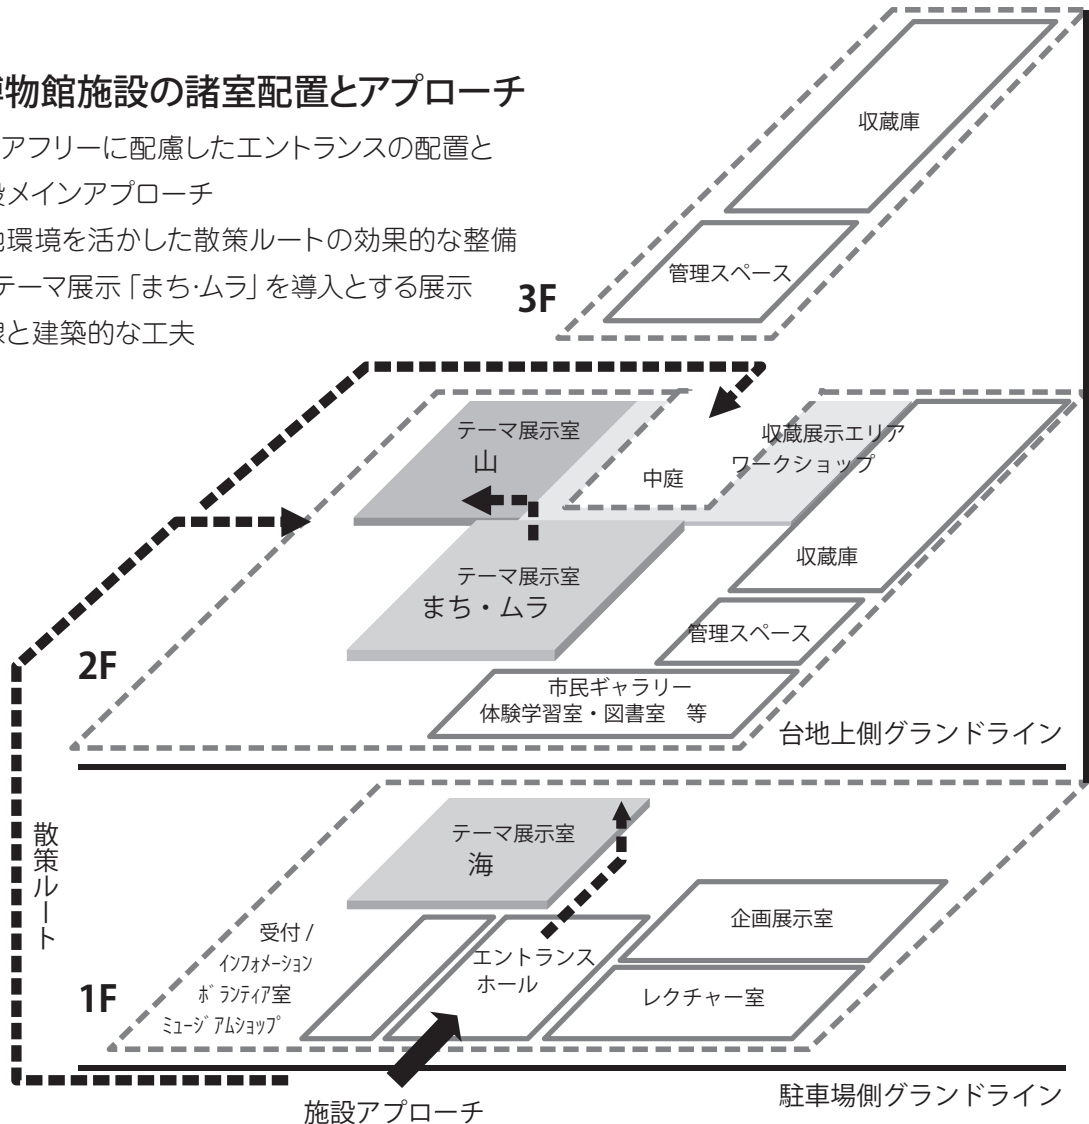 博物館施設の諸室配置とアプローチ
アフリーに配慮したエントランスの配置と
設メインアプローチ
地環境を活かした散策ルートの効果的な整備
テーマ展示「まち・ムラ」を導入とする展示
線と建築的な工夫
3F
収蔵庫
管理スペース
2F
テーマ展示室
山
中庭
収蔵展示エリア
ワークショップ
テーマ展示室
まち・ムラ
収蔵庫
管理スペース
市民ギャラリー
体験学習室・図書室　等
台地上側グランドライン
散策ルート
1F
テーマ展示室
海
受付 /
ｲﾝﾌｫﾒｰｼｮﾝ
ﾎﾞﾗﾝﾃｨｱ室
ﾐｭｰｼﾞｱﾑｼｮｯﾌﾟ
エントランス
ホール
企画展示室
レクチャー室
施設アプローチ
駐車場側グランドライン